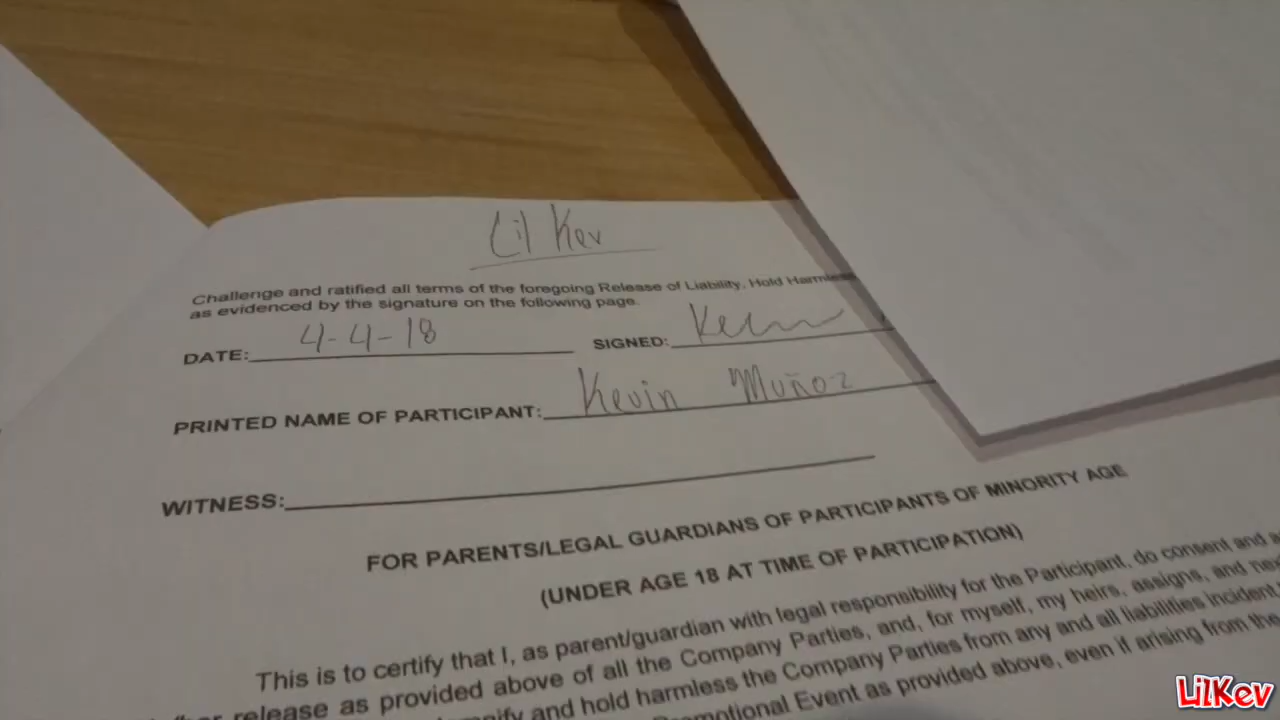 Lil Kev
Challenge and ratified all terms of the foregoing Release of Liability, Hold Harmless
as evidenced by the signature on the following page.
DATE: 4-4-18 SIGNED: Kevin
PRINTED NAME OF PARTICIPANT: Kevin Muñoz
WITNESS:
FOR PARENTS/LEGAL GUARDIANS OF PARTICIPANTS OF MINORITY AGE
(UNDER AGE 18 AT TIME OF PARTICIPATION)
This is to certify that I, as parent/guardian with legal responsibility for the Participant, do consent and
release as provided above of all the Company Parties, and, for myself, my heirs, assigns, and
and hold harmless the Company Parties from any and all liabilities incident
Event as provided above, even if arising from the
LilKev